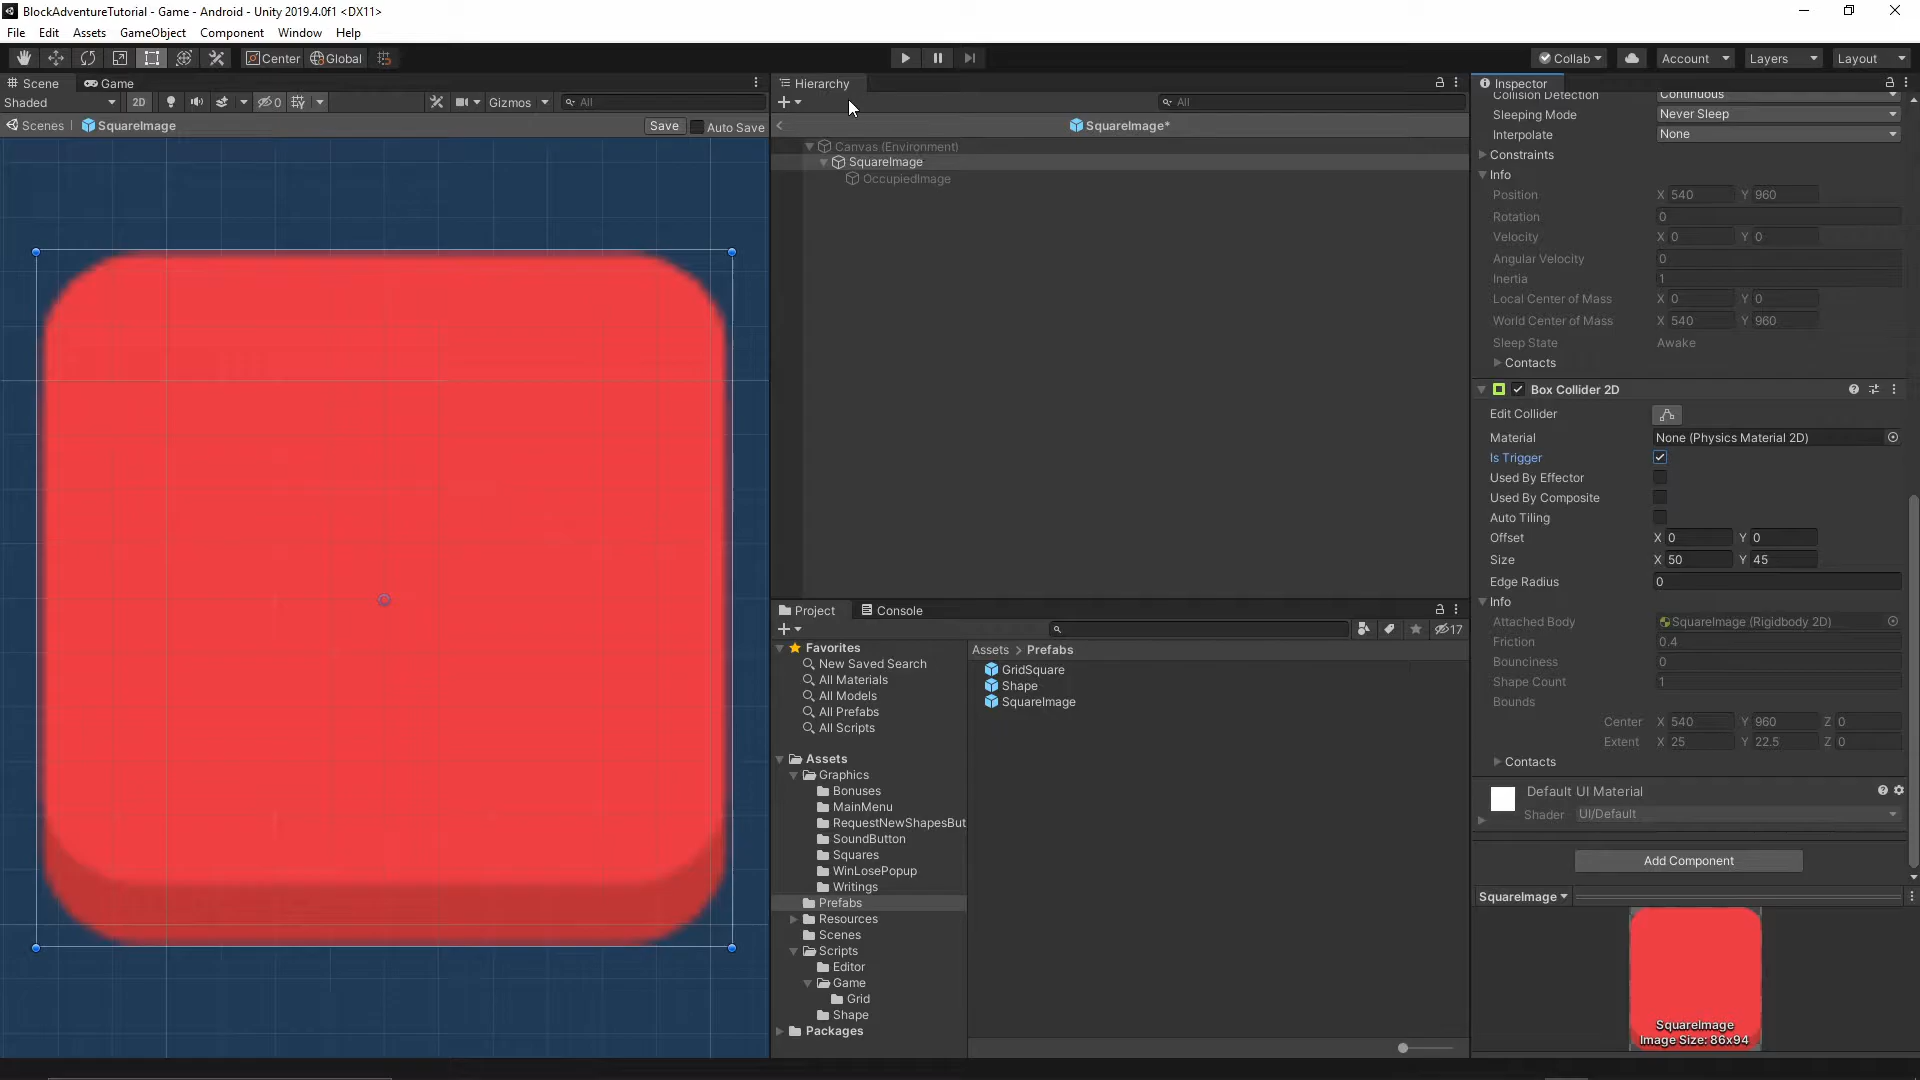 BlockAdventureTutorial - Game - Android - Unity 2019.4.0f1 <DX11>
File Edit Assets GameObject Component Window Help
Center Global Collab Account Layers Layout
Scene Game
Shaded 2D 0 Gizmos All
Scenes SquareImage Save Auto Save
Hierarchy
All
SquareImage*
Canvas (Environment)
SquareImage
OccupiedImage
Project Console
17
Favorites
New Saved Search
All Materials
All Models
All Prefabs
All Scripts
Assets
Graphics
Bonuses
MainMenu
RequestNewShapesBut
SoundButton
Squares
WinLosePopup
Writings
Prefabs
Resources
Scenes
Scripts
Editor
Game
Grid
Shape
Packages
Assets > Prefabs
GridSquare
Shape
SquareImage
Inspector
Collision Detection Continuous
Sleeping Mode Never Sleep
Interpolate None
Constraints
Info
Position X 540 Y 960
Rotation 0
Velocity X 0 Y 0
Angular Velocity 0
Inertia 1
Local Center of Mass X 0 Y 0
World Center of Mass X 540 Y 960
Sleep State Awake
Contacts
Box Collider 2D
Edit Collider
Material None (Physics Material 2D)
Is Trigger
Used By Effector
Used By Composite
Auto Tiling
Offset X 0 Y 0
Size X 50 Y 45
Edge Radius 0
Info
Attached Body SquareImage (Rigidbody 2D)
Friction 0.4
Bounciness 0
Shape Count 1
Bounds
Center X 540 Y 960 Z 0
Extent X 25 Y 22.5 Z 0
Contacts
Default UI Material
Shader UI/Default
Add Component
SquareImage
SquareImage
Image Size: 86x94